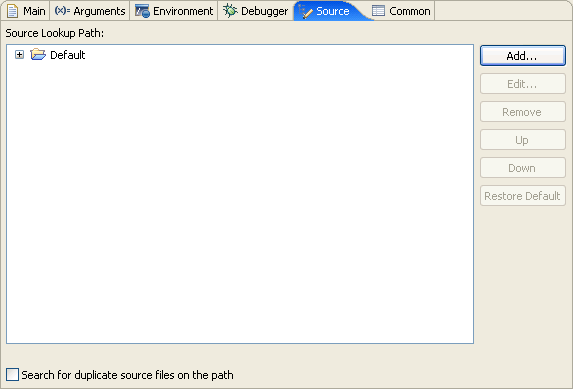 Main (x)= Arguments Environment Debugger Source Common
Source Lookup Path:
Default
Add...
Edit...
Remove
Up
Down
Restore Default
Search for duplicate source files on the path